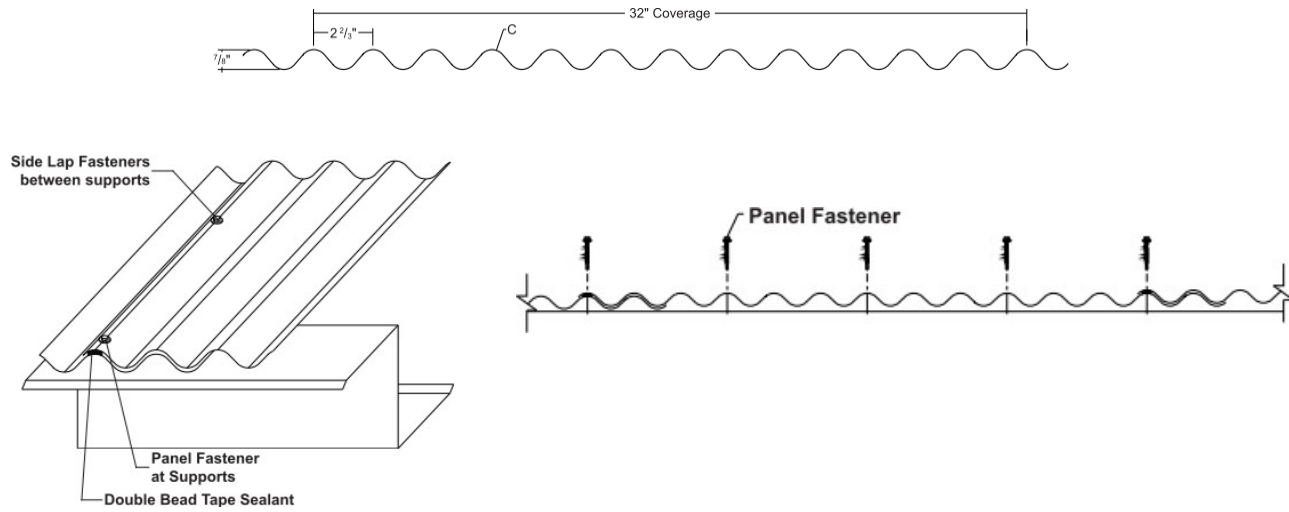 32" Coverage
2 2/3"
C
7/8"
Side Lap Fasteners
between supports
Panel Fastener
Panel Fastener
at Supports
Double Bead Tape Sealant